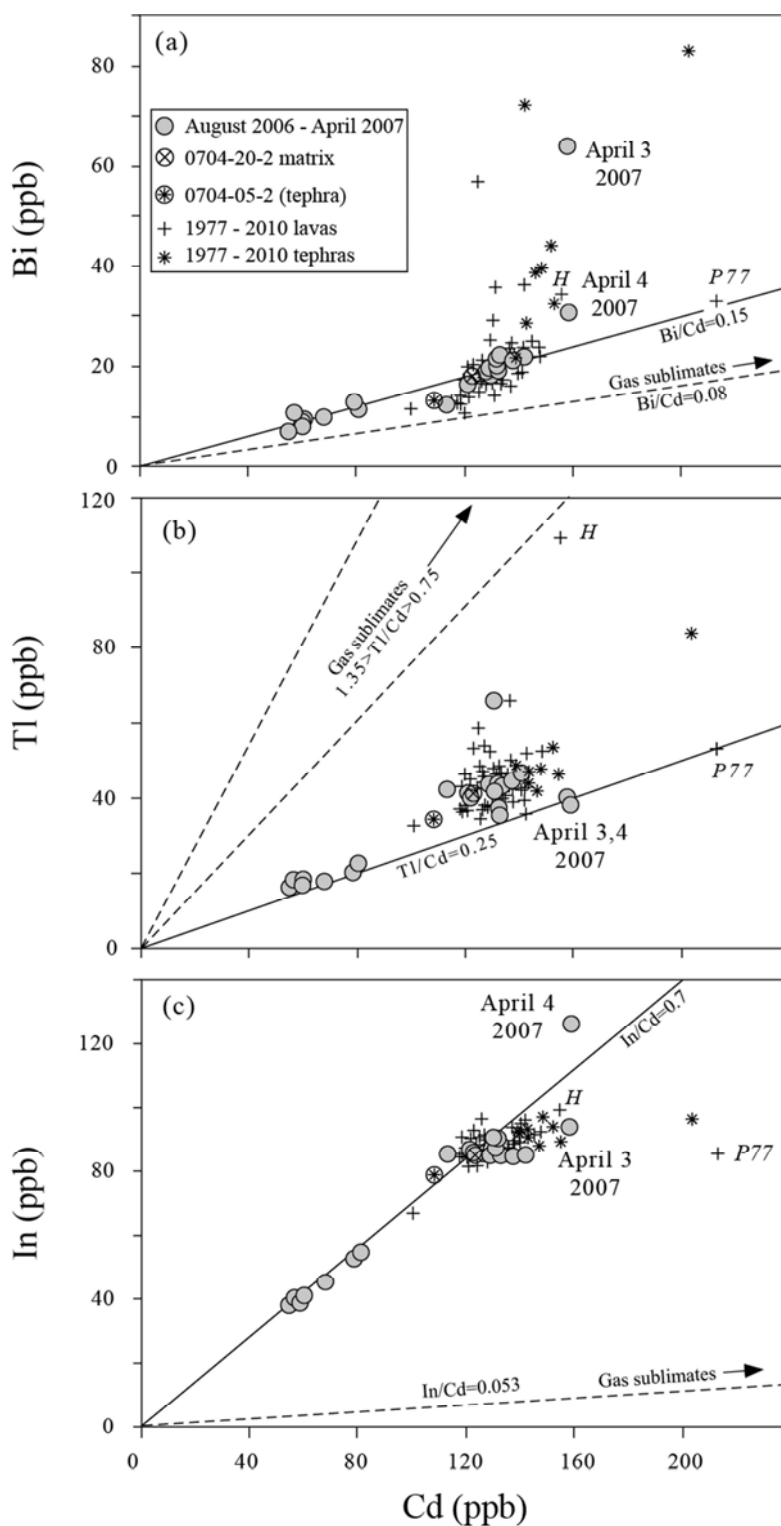 (a)
80
60
40
20
0
Bi (ppb)
August 2006 - April 2007
0704-20-2 matrix
0704-05-2 (tephra)
1977 - 2010 lavas
1977 - 2010 tephras
April 3
2007
H
April 4
2007
P77
Bi/Cd=0.15
Gas sublimates
Bi/Cd=0.08
(b)
120
80
40
0
Tl (ppb)
Gas sublimates
1.35>Tl/Cd>0.75
H
P77
April 3,4
2007
Tl/Cd=0.25
(c)
120
80
40
0
In (ppb)
April 4
2007
In/Cd=0.7
H
April 3
2007
P77
In/Cd=0.053
Gas sublimates
0
40
80
120
160
200
Cd (ppb)